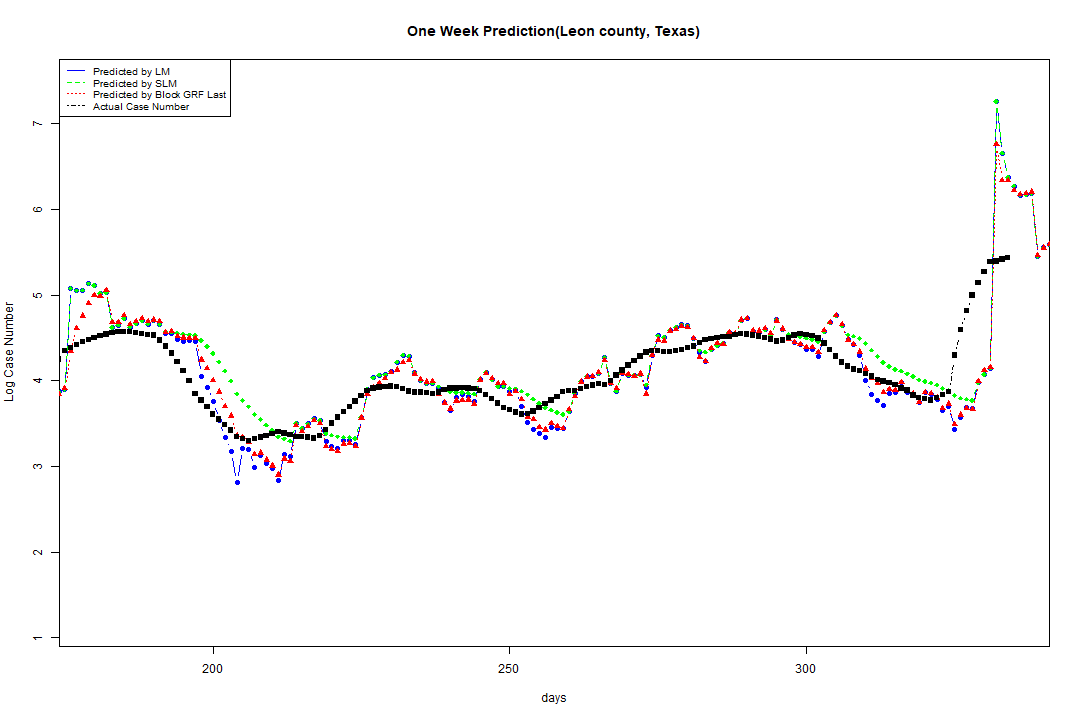 One Week Prediction(Leon county, Texas)
Predicted by LM
Predicted by SLM
Predicted by Block GRF Last
Actual Case Number
Log Case Number
7
6
5
4
3
2
1
200 250 300
days